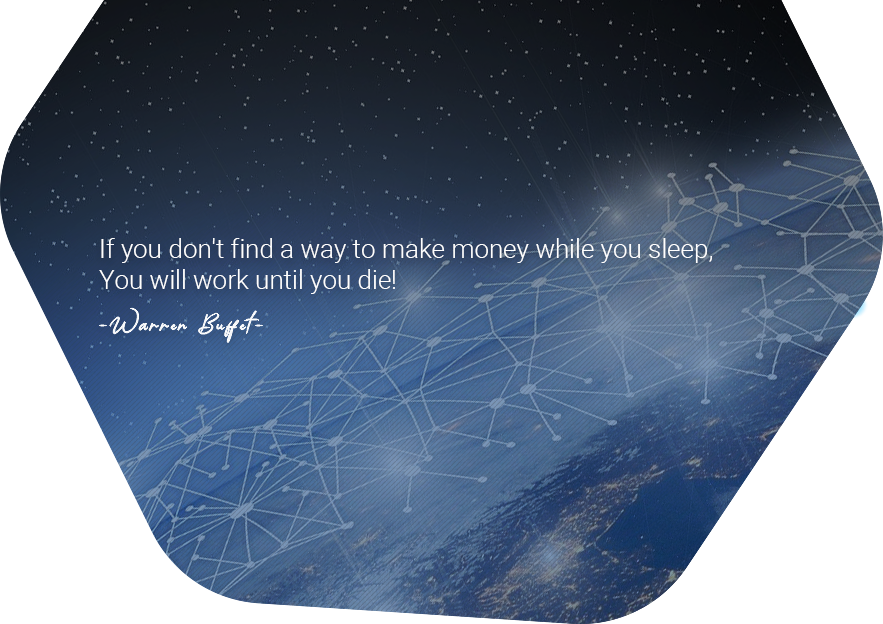 If you don't find a way to make money while you sleep,
You will work until you die!
-Warren Buffet-